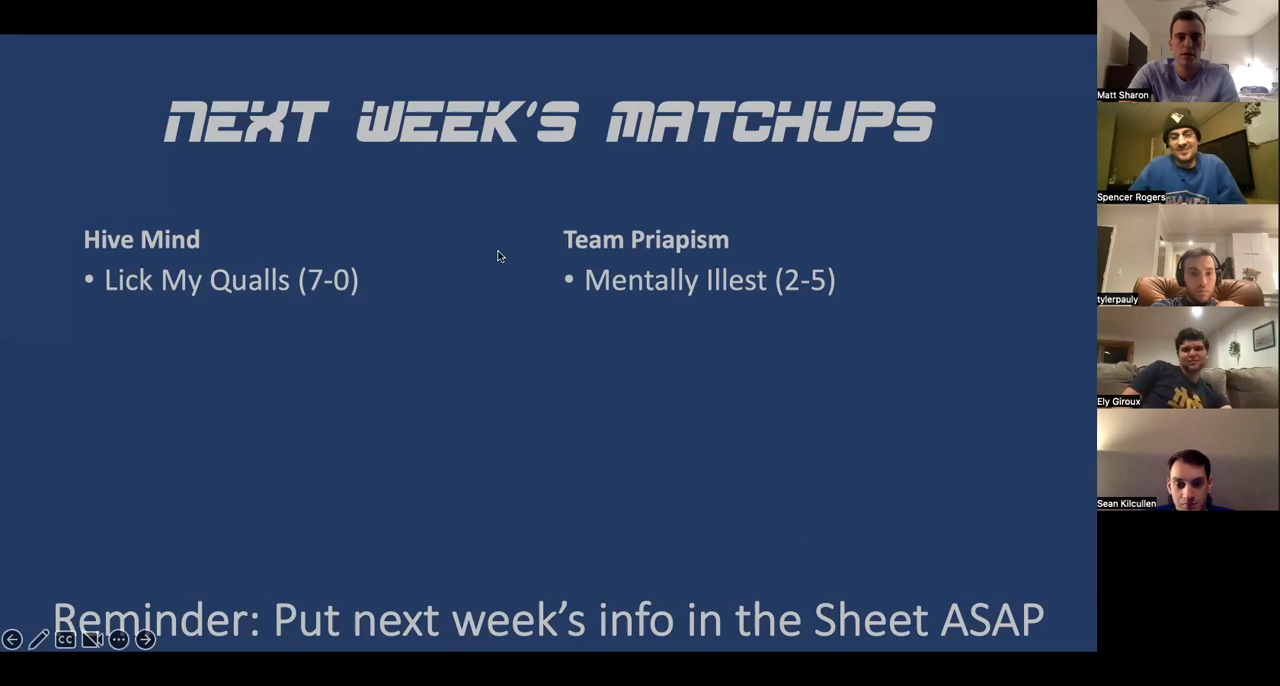 NEXT WEEK'S MATCHUPS
Hive Mind
• Lick My Qualls (7-0)
Team Priapism
• Mentally Illest (2-5)
Reminder: Put next week's info in the Sheet ASAP
CC
Matt Sharon
Spencer Rogers
tylerpauly
Ely Giroux
Sean Kilcullen